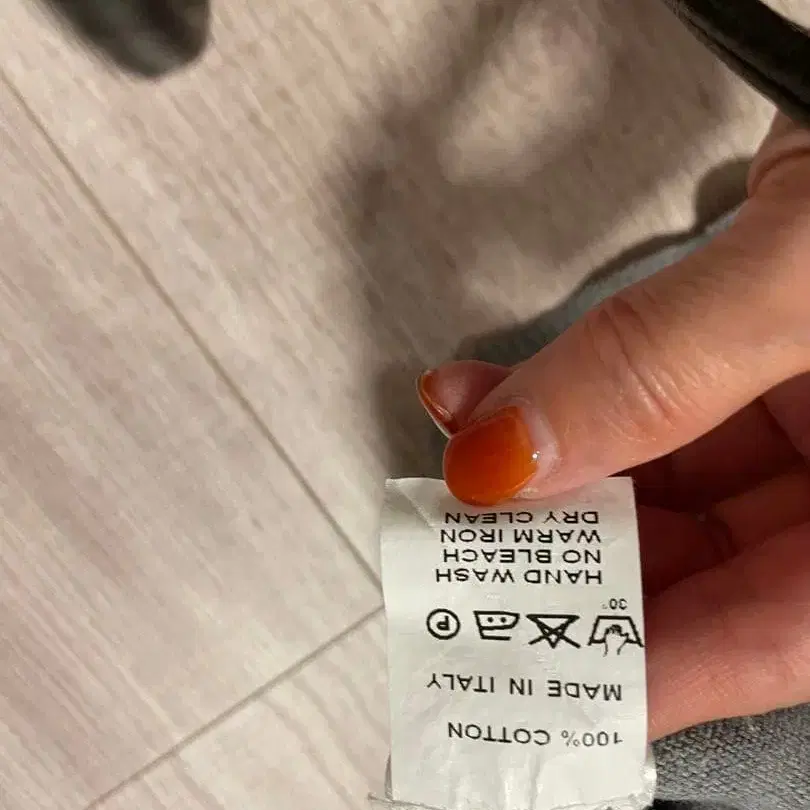 100% COTTON
MADE IN ITALY
30°
P
HAND WASH
NO BLEACH
WARM IRON
DRY CLEAN